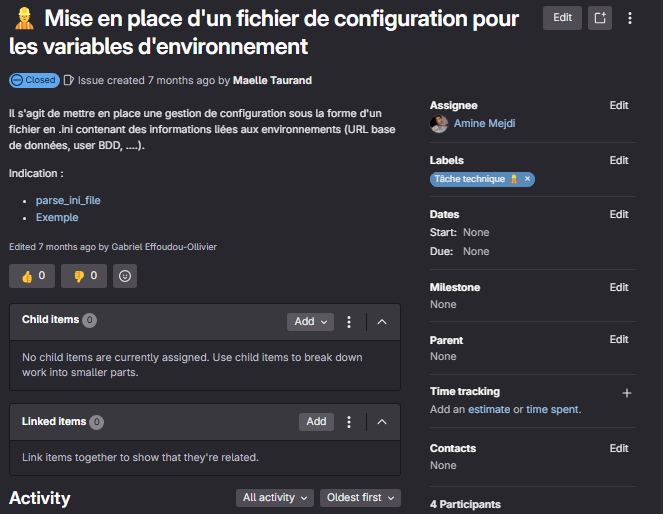 Mise en place d'un fichier de configuration pour
les variables d'environnement
Edit
Closed
Issue created 7 months ago by Maelle Taurand
Il s'agit de mettre en place une gestion de configuration sous la forme d'un
fichier en .ini contenant des informations liées aux environnements (URL base
de données, user BDD, ....).
Indication :
parse_ini_file
Exemple
Edited 7 months ago by Gabriel Effoudou-Ollivier
0
0
Child items 0
Add
No child items are currently assigned. Use child items to break down
work into smaller parts.
Linked items 0
Add
Link items together to show that they're related.
Activity
All activity
Oldest first
Assignee
Edit
Amine Mejdi
Labels
Edit
Tâche technique ×
Dates
Edit
Start: None
Due: None
Milestone
Edit
None
Parent
Edit
None
Time tracking
+
Add an estimate or time spent.
Contacts
Edit
None
4 Participants